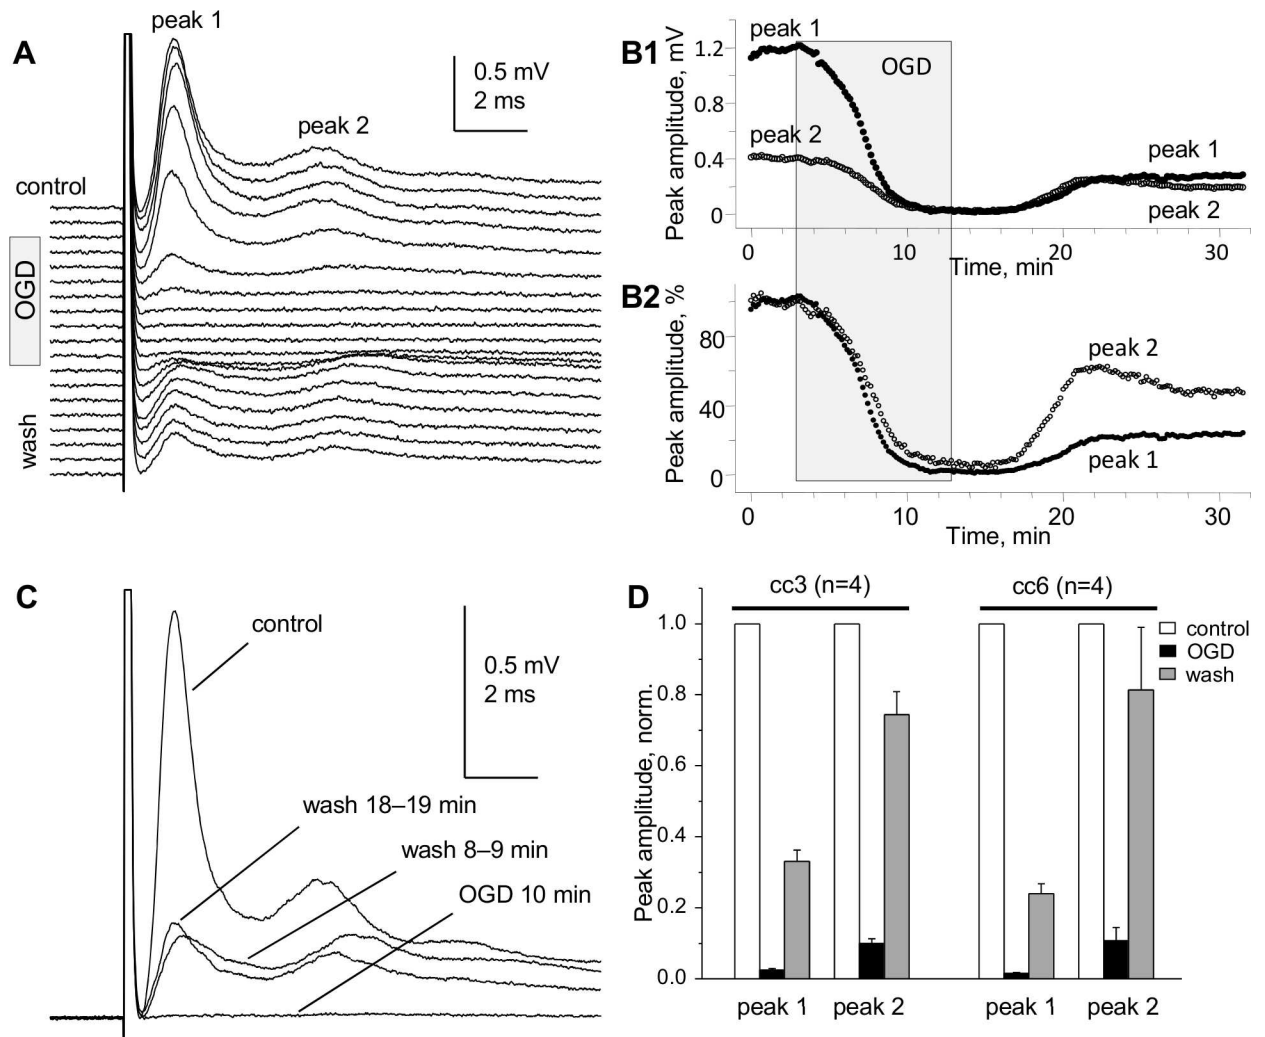 A
peak 1
0.5 mV
2 ms
peak 2
control
OGD
wash
B1
Peak amplitude, mV
peak 1
OGD
1.2
0.8
peak 2
0.4
peak 1
0
peak 2
0 10 20 30
Time, min
B2
Peak amplitude, %
80
peak 2
40
peak 1
0
0 10 20 30
Time, min
C
control
0.5 mV
2 ms
wash 18–19 min
wash 8–9 min
OGD 10 min
D
cc3 (n=4) cc6 (n=4)
control
OGD
wash
Peak amplitude, norm.
1.0
0.8
0.6
0.4
0.2
0.0
peak 1 peak 2 peak 1 peak 2